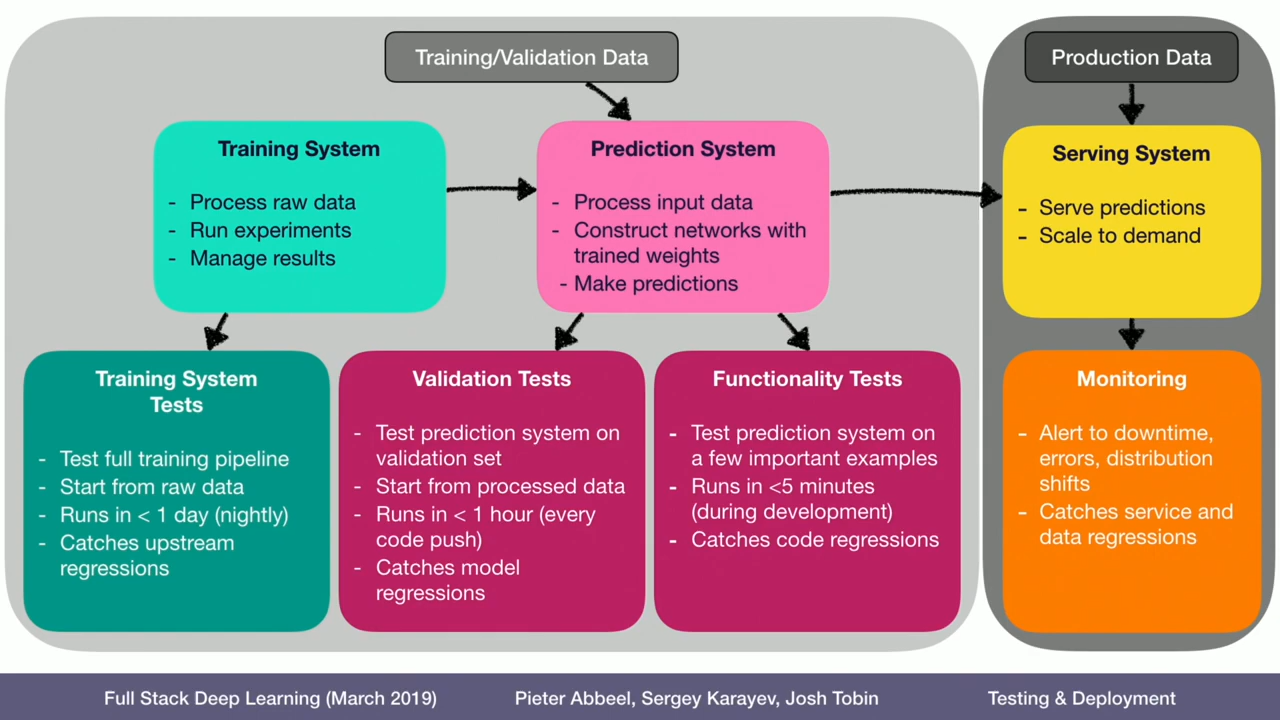 Training/Validation Data
Production Data
Training System
- Process raw data
- Run experiments
- Manage results
Prediction System
- Process input data
- Construct networks with
trained weights
- Make predictions
Serving System
- Serve predictions
- Scale to demand
Training System
Tests
- Test full training pipeline
- Start from raw data
- Runs in < 1 day (nightly)
- Catches upstream
regressions
Validation Tests
- Test prediction system on
validation set
- Start from processed data
- Runs in < 1 hour (every
code push)
- Catches model
regressions
Functionality Tests
- Test prediction system on
a few important examples
- Runs in <5 minutes
(during development)
- Catches code regressions
Monitoring
- Alert to downtime,
errors, distribution
shifts
- Catches service and
data regressions
Full Stack Deep Learning (March 2019)
Pieter Abbeel, Sergey Karayev, Josh Tobin
Testing & Deployment